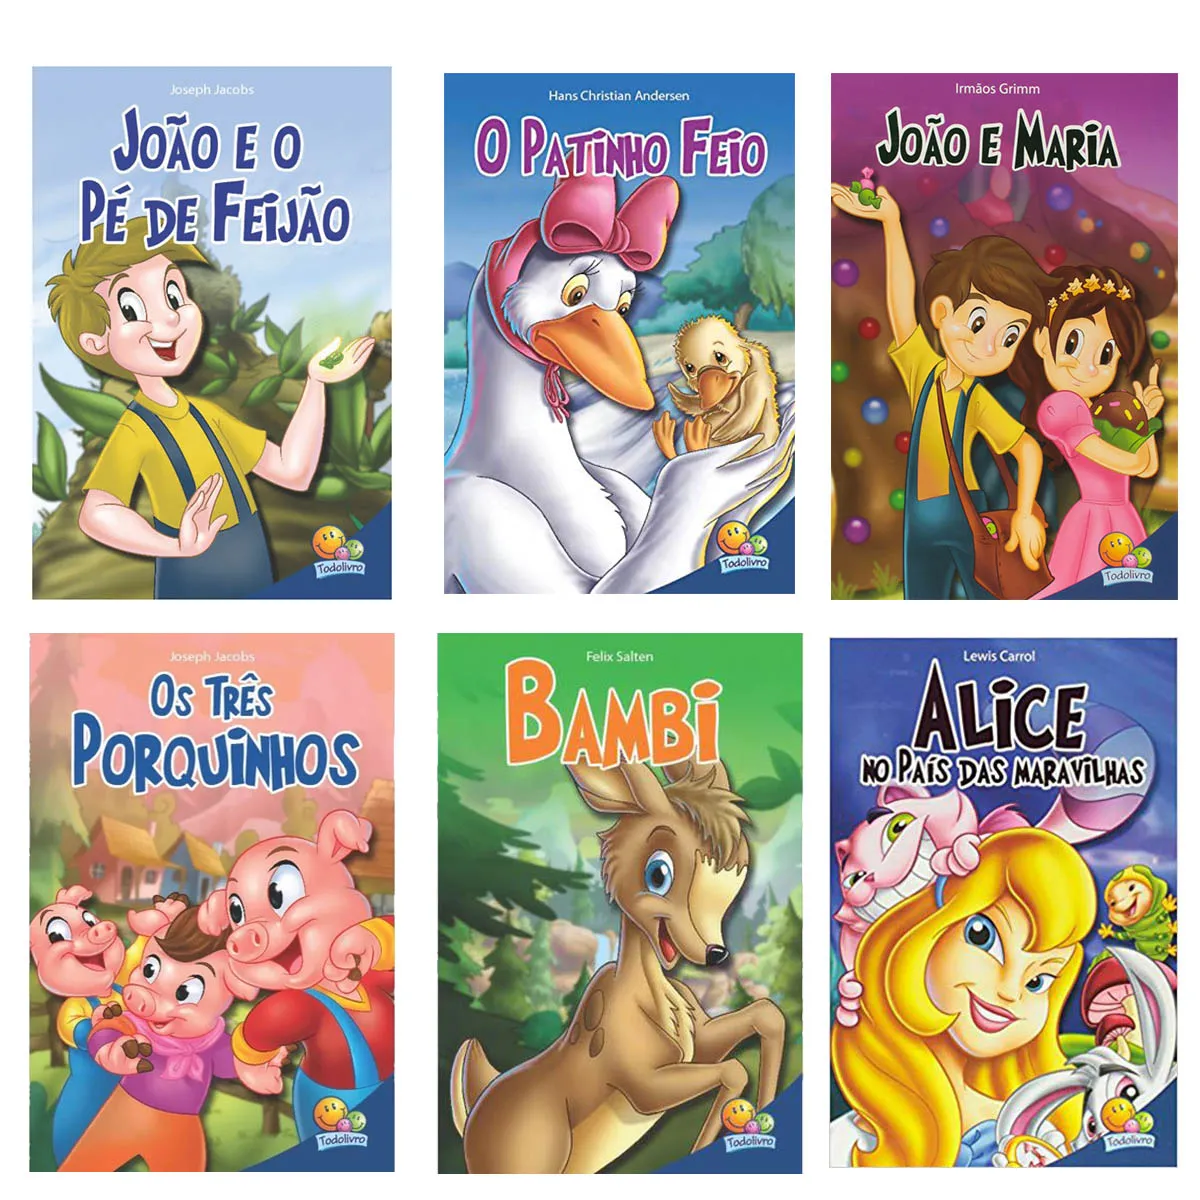 Joseph Jacobs
JOÃO E O
PÉ DE FEIJÃO
Todolivro
Hans Christian Andersen
O PATINHO FEIO
Todolivro
Irmãos Grimm
JOÃO E MARIA
Todolivro
Joseph Jacobs
OS TRÊS
PORQUINHOS
Todolivro
Felix Salten
BAMBI
Todolivro
Lewis Carrol
ALICE
NO PAÍS DAS MARAVILHAS
Todolivro